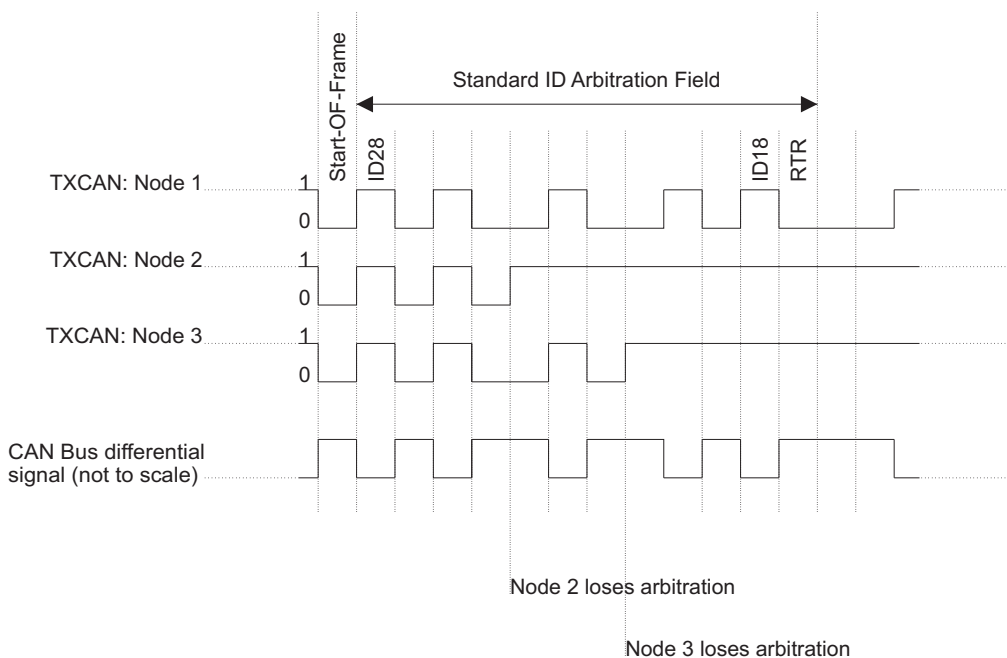 Start-OF-Frame
Standard ID Arbitration Field
ID28
ID18
RTR
TXCAN: Node 1
1
0
TXCAN: Node 2
1
0
TXCAN: Node 3
1
0
CAN Bus differential
signal (not to scale)
Node 2 loses arbitration
Node 3 loses arbitration